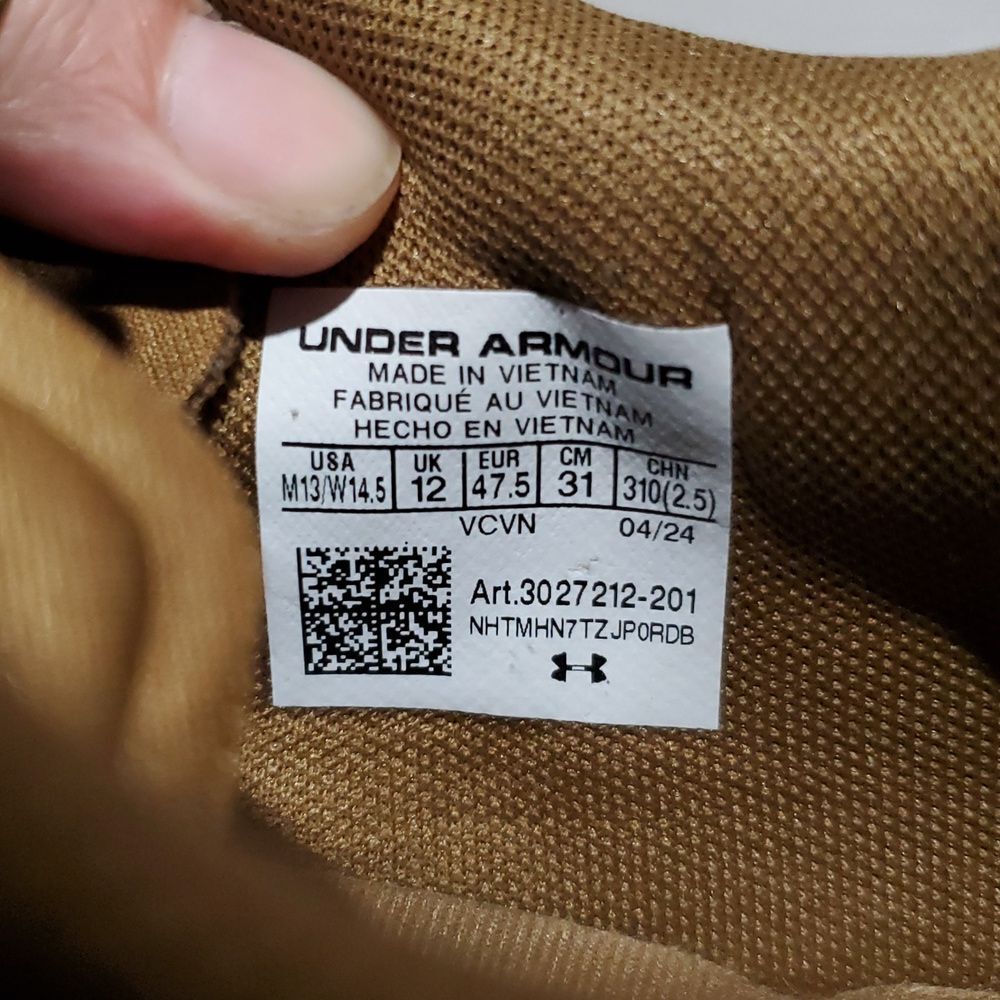 UNDER ARMOUR
MADE IN VIETNAM
FABRIQUÉ AU VIETNAM
HECHO EN VIETNAM
USA UK EUR CM CHN
M13/W14.5 12 47.5 31 310(2.5)
VCVN 04/24
Art.3027212-201
NHTMHN7TZJP0RDB